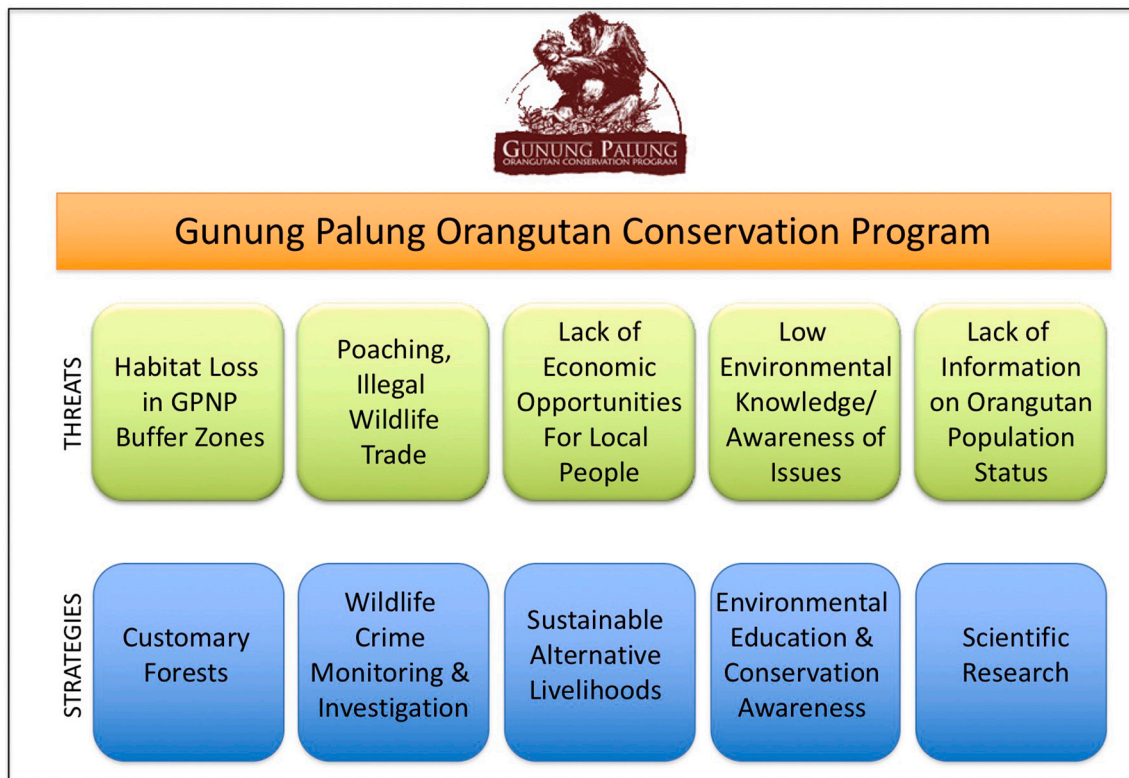 GUNUNG PALUNG
ORANGUTAN CONSERVATION PROGRAM
Gunung Palung Orangutan Conservation Program
THREATS
Habitat Loss
in GPNP
Buffer Zones
Poaching,
Illegal
Wildlife
Trade
Lack of
Economic
Opportunities
For Local
People
Low
Environmental
Knowledge/
Awareness of
Issues
Lack of
Information
on Orangutan
Population
Status
STRATEGIES
Customary
Forests
Wildlife
Crime
Monitoring &
Investigation
Sustainable
Alternative
Livelihoods
Environmental
Education &
Conservation
Awareness
Scientific
Research